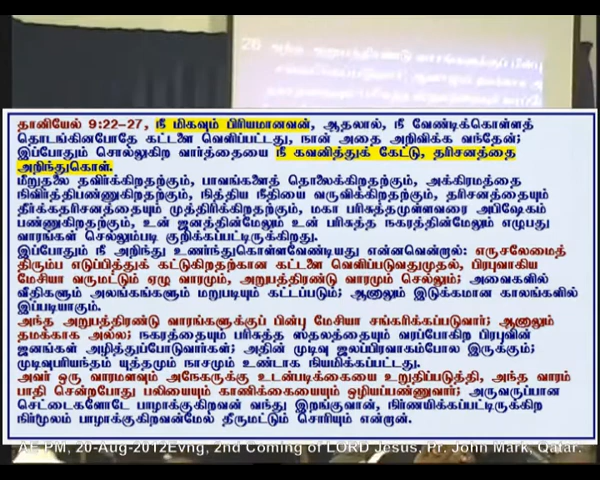 26
தானியேல் 9:22-27, நீ மிகவும் பிரியமானவன், ஆதலால், நீ வேண்டிக்கொள்ளத்
தொடங்கினபோதே கட்டளை வெளிப்பட்டது, நான் அதை அறிவிக்க வந்தேன்;
இப்போதும் சொல்லுகிற வார்த்தையை நீ கவனித்துக் கேட்டு, தரிசனத்தை
அறிந்துகொள்.
மீறுதலை தவிர்க்கிறதற்கும், பாவங்களைத் தொலைக்கிறதற்கும், அக்கிரமத்தை
நிவிர்த்திபண்ணுகிறதற்கும், நித்திய நீதியை வருவிக்கிறதற்கும், தரிசனத்தையும்
தீர்க்கதரிசனத்தையும் முத்திரிக்கிறதற்கும், மகா பரிசுத்தமுள்ளவரை அபிஷேகம்
பண்ணுகிறதற்கும், உன் ஜனத்தின்மேலும் உன் பரிசுத்த நகரத்தின்மேலும் எழுபது
வாரங்கள் செல்லும்படி குறிக்கப்பட்டிருக்கிறது.
இப்போதும் நீ அறிந்து உணர்ந்துகொள்ளவேண்டியது என்னவென்றால்: எருசலேமைத்
திரும்ப எடுப்பித்துக் கட்டுகிறதற்கான கட்டளை வெளிப்படுவதுமுதல், பிரபுவாகிய
மேசியா வருமட்டும் ஏழு வாரமும், அறுபத்திரண்டு வாரமும் செல்லும்; அவைகளில்
வீதிகளும் அலங்கங்களும் மறுபடியும் கட்டப்படும்; ஆனாலும் இடுக்கமான காலங்களில்
இப்படியாகும்.
அந்த அறுபத்திரண்டு வாரங்களுக்குப் பின்பு மேசியா சங்கரிக்கப்படுவார்; ஆனாலும்
தமக்காக அல்ல; நகரத்தையும் பரிசுத்த ஸ்தலத்தையும் வரப்போகிற பிரபுவின்
ஜனங்கள் அழித்துப்போடுவார்கள்; அதின் முடிவு ஜலப்பிரவாகம்போல இருக்கும்;
முடிவுபரியந்தம் யுத்தமும் நாசமும் உண்டாக நியமிக்கப்பட்டது.
அவர் ஒரு வாரமளவும் அநேகருக்கு உடன்படிக்கையை உறுதிப்படுத்தி, அந்த வாரம்
பாதி சென்றபோது பலியையும் காணிக்கையையும் ஒழியப்பண்ணுவார்; அருவருப்பான
செட்டைகளோடே பாழாக்குகிறவன் வந்து இறங்குவான், நிர்ணயிக்கப்பட்டிருக்கிற
நிர்மூலம் பாழாக்குகிறவன்மேல் தீருமட்டும் சொரியும் என்றான்.
AE PM, 20-Aug-2012Evng, 2nd Coming of LORD Jesus, Pr. John Mark, Qatar.